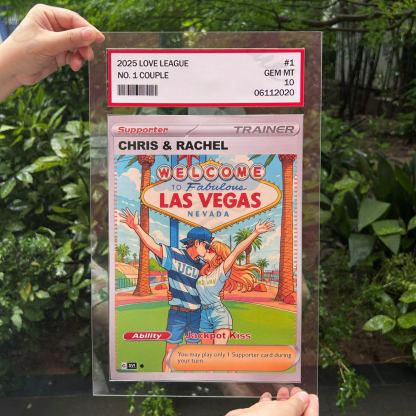 2025 LOVE LEAGUE #1
NO. 1 COUPLE GEM MT
10
06112020
Supporter TRAINER
CHRIS & RACHEL
WELCOME
TO Fabulous
LAS VEGAS
NEVADA
UCL
Ability Jackpot Kiss
You may play only 1 Supporter card during
your turn.